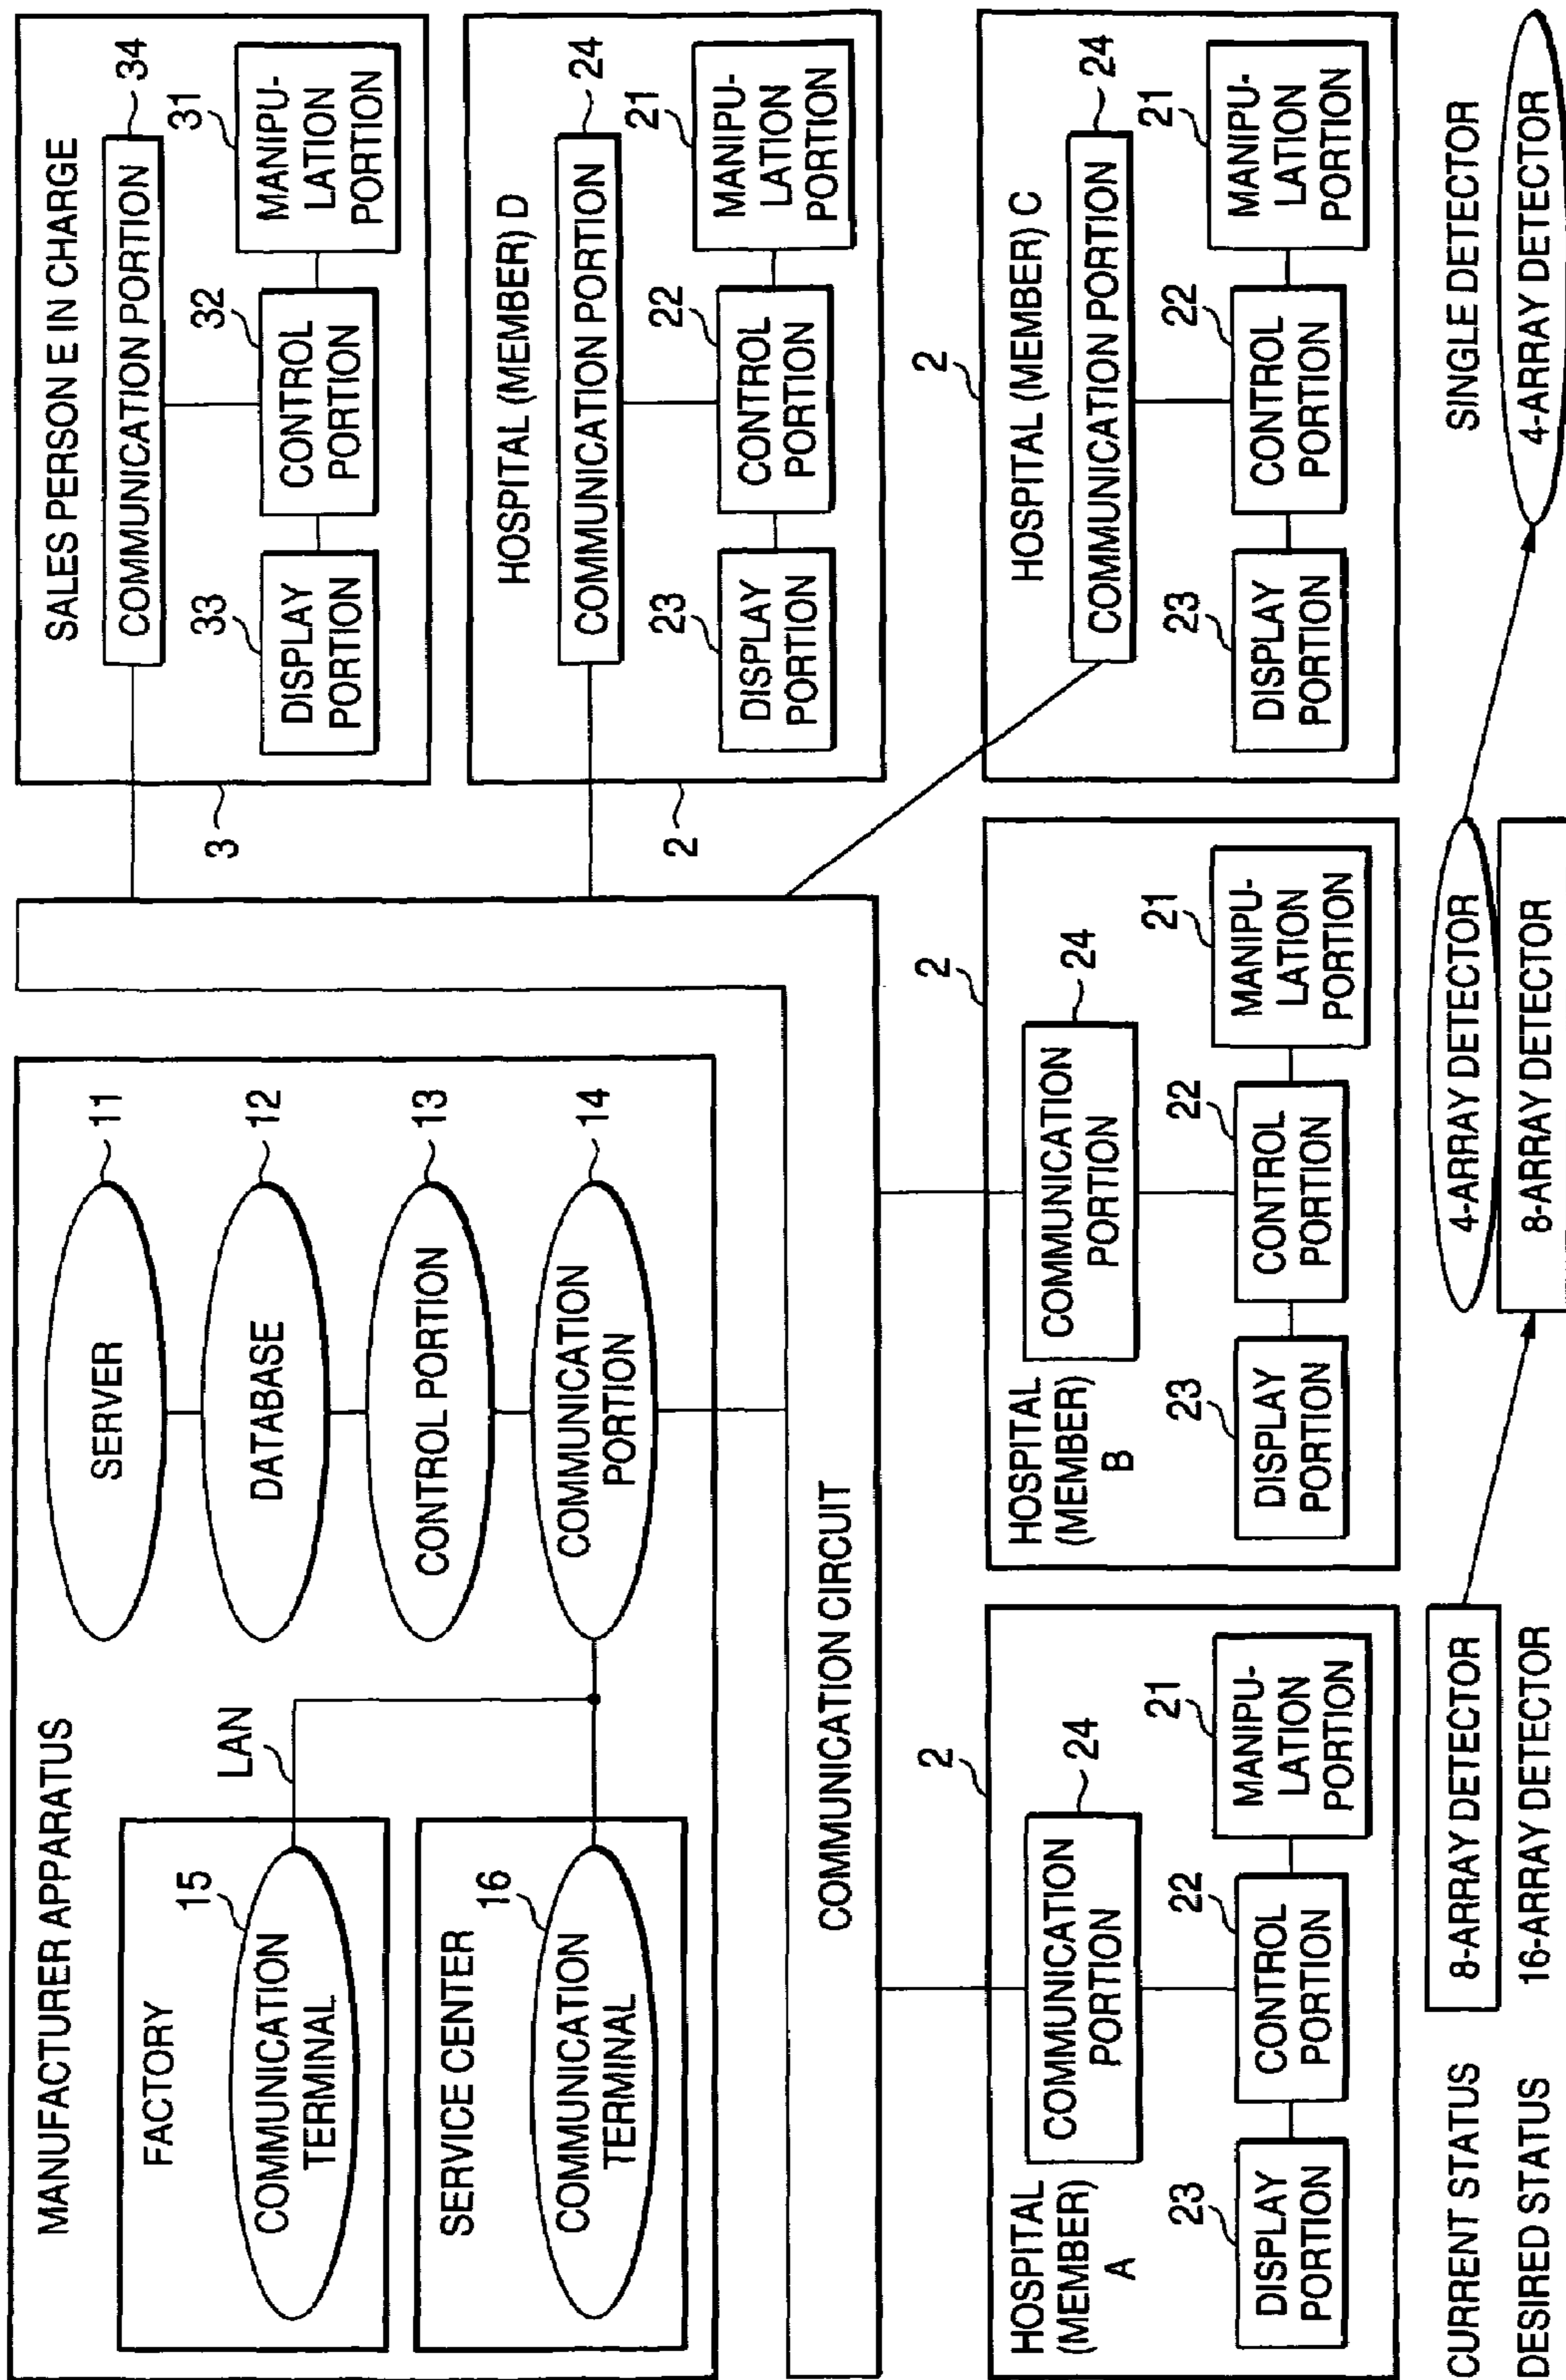 MANUFACTURER APPARATUS
FACTORY
15
COMMUNICATION
TERMINAL
LAN
SERVICE CENTER
16
COMMUNICATION
TERMINAL
SERVER
11
DATABASE
12
CONTROL PORTION
13
COMMUNICATION
PORTION
14
COMMUNICATION CIRCUIT
SALES PERSON E IN CHARGE
COMMUNICATION PORTION
34
33
DISPLAY
PORTION
32
CONTROL
PORTION
31
MANIPU-
LATION
PORTION
3
HOSPITAL (MEMBER) D
COMMUNICATION PORTION
24
23
DISPLAY
PORTION
22
CONTROL
PORTION
21
MANIPU-
LATION
PORTION
2
HOSPITAL
(MEMBER)
A
2
COMMUNICATION
PORTION
24
23
DISPLAY
PORTION
22
CONTROL
PORTION
21
MANIPU-
LATION
PORTION
HOSPITAL
(MEMBER)
B
2
COMMUNICATION
PORTION
24
23
DISPLAY
PORTION
22
CONTROL
PORTION
21
MANIPU-
LATION
PORTION
2
HOSPITAL (MEMBER) C
COMMUNICATION PORTION
24
23
DISPLAY
PORTION
22
CONTROL
PORTION
21
MANIPU-
LATION
PORTION
CURRENT STATUS 8-ARRAY DETECTOR 4-ARRAY DETECTOR SINGLE DETECTOR
DESIRED STATUS 16-ARRAY DETECTOR 8-ARRAY DETECTOR 4-ARRAY DETECTOR